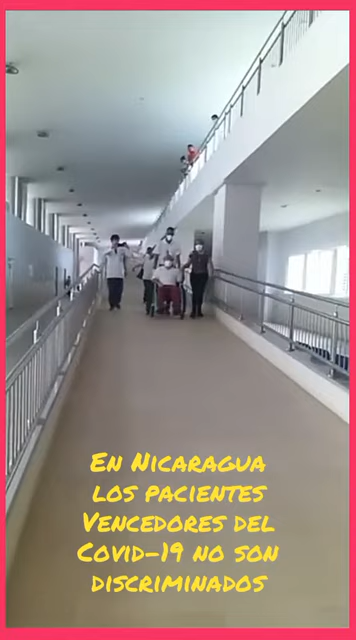 En Nicaragua
los pacientes
Vencedores del
Covid-19 no son
discriminados